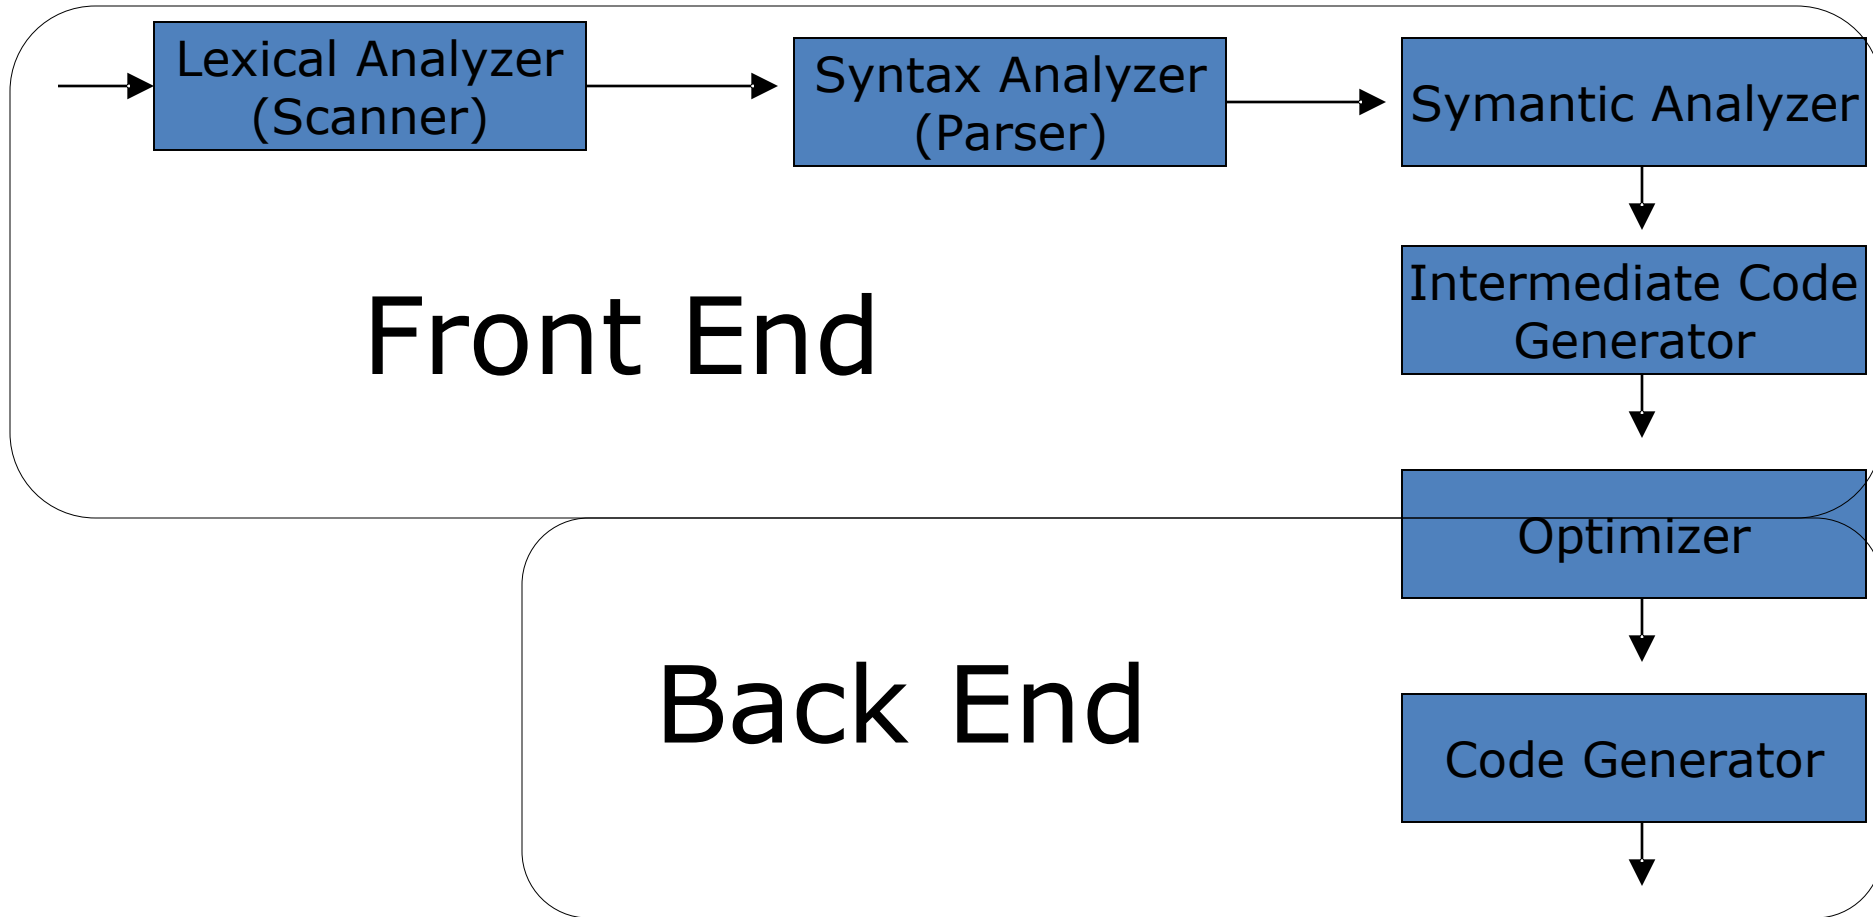 Lexical Analyzer
(Scanner)
Syntax Analyzer
(Parser)
Symantic Analyzer
Intermediate Code
Generator
Front End
Optimizer
Back End
Code Generator